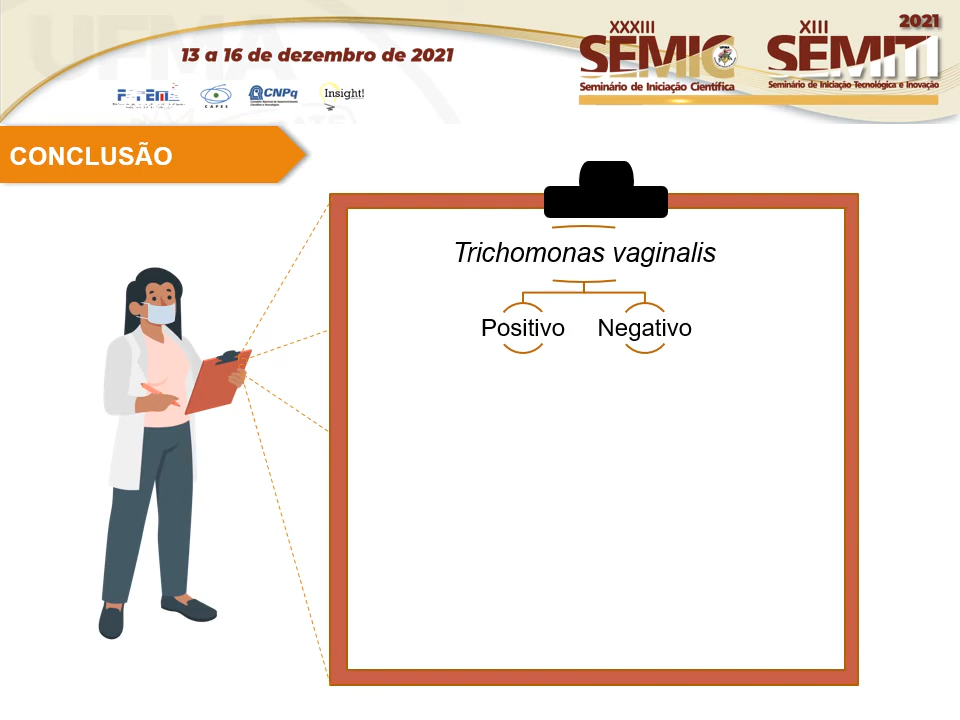 UFMA
13 a 16 de dezembro de 2021
CAPES
CNPq
Insight!
XXXIII
SEMIC
Seminário de Iniciação Científica
2021
XIII
SEMITI
Seminário de Iniciação Tecnológica e Inovação
CONCLUSÃO
Trichomonas vaginalis
Positivo Negativo